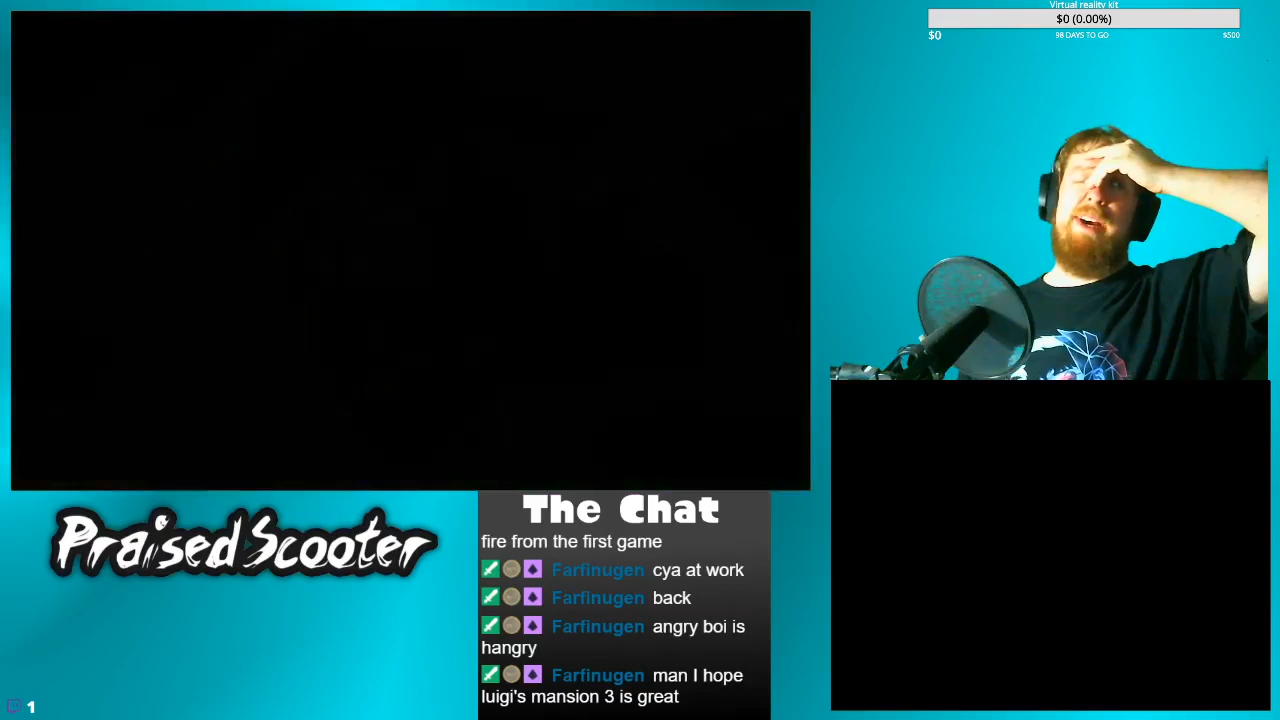 Virtual reality kit
$0 (0.00%)
$0 98 DAYS TO GO $500
Praised Scooter
The Chat
fire from the first game
Farfinugen cya at work
Farfinugen back
Farfinugen angry boi is
hangry
Farfinugen man I hope
luigi's mansion 3 is great
1